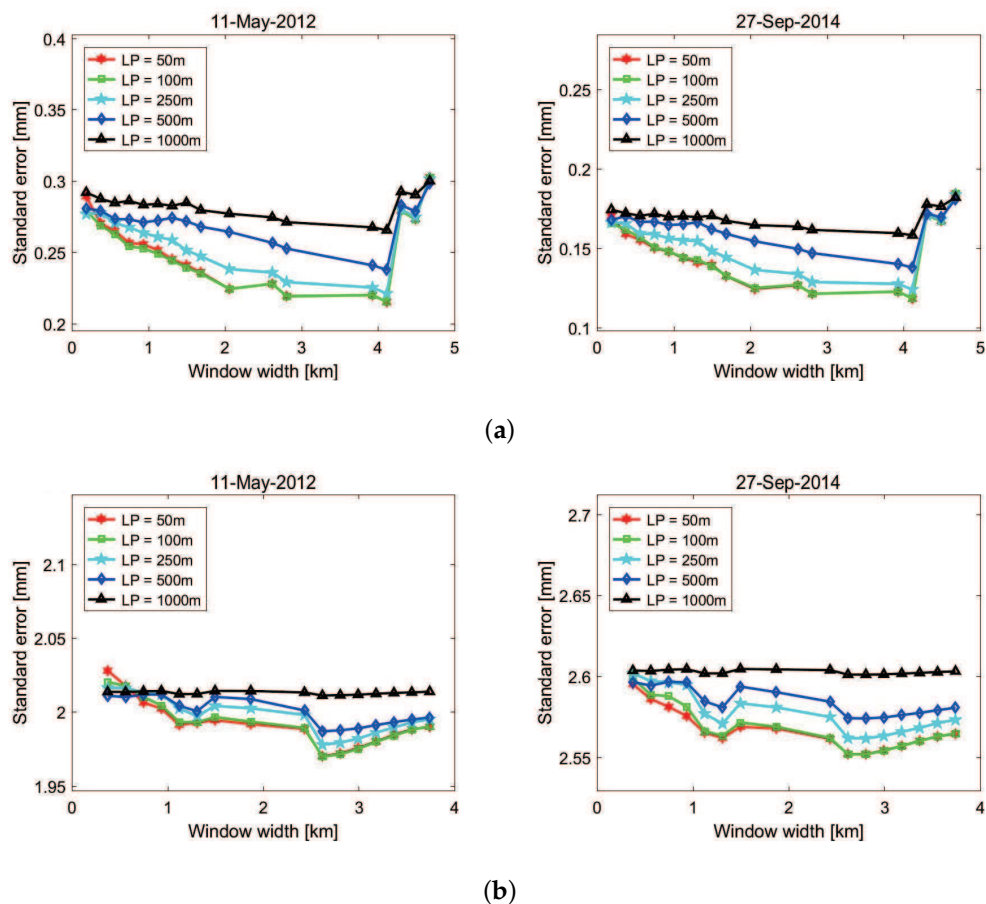 11-May-2012
0.4
0.35
0.3
0.25
0.2
Standard error [mm]
LP = 50m
LP = 100m
LP = 250m
LP = 500m
LP = 1000m
0 1 2 3 4 5
Window width [km]
27-Sep-2014
0.25
0.2
0.15
0.1
Standard error [mm]
LP = 50m
LP = 100m
LP = 250m
LP = 500m
LP = 1000m
0 1 2 3 4 5
Window width [km]
(a)
11-May-2012
2.1
2.05
2
1.95
Standard error [mm]
LP = 50m
LP = 100m
LP = 250m
LP = 500m
LP = 1000m
0 1 2 3 4
Window width [km]
27-Sep-2014
2.7
2.65
2.6
2.55
Standard error [mm]
LP = 50m
LP = 100m
LP = 250m
LP = 500m
LP = 1000m
0 1 2 3 4
Window width [km]
(b)